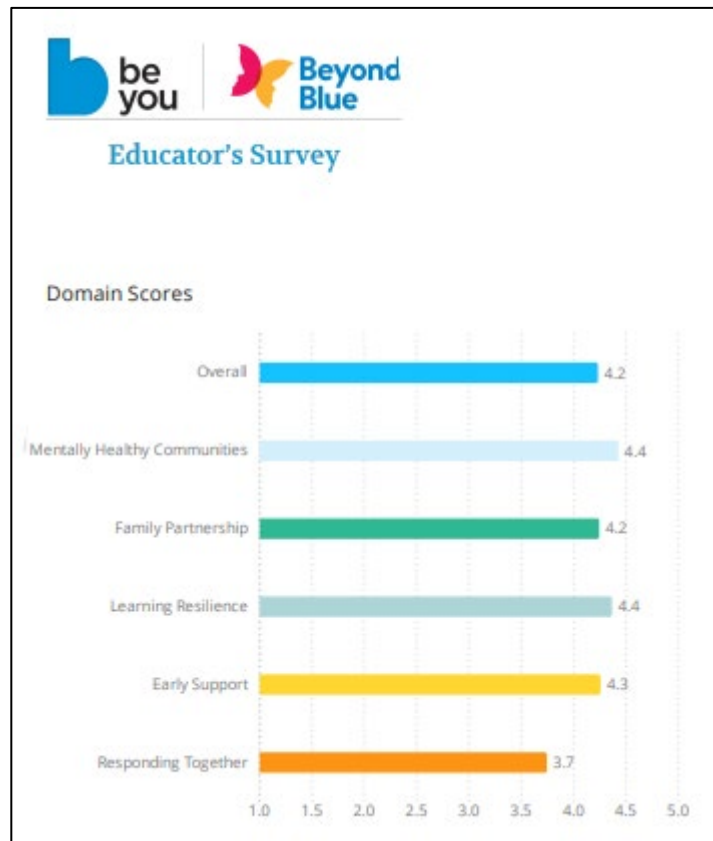 be
you
Beyond
Blue
Educator's Survey
Domain Scores
Overall 4.2
Mentally Healthy Communities 4.4
Family Partnership 4.2
Learning Resilience 4.4
Early Support 4.3
Responding Together 3.7
1.0 1.5 2.0 2.5 3.0 3.5 4.0 4.5 5.0